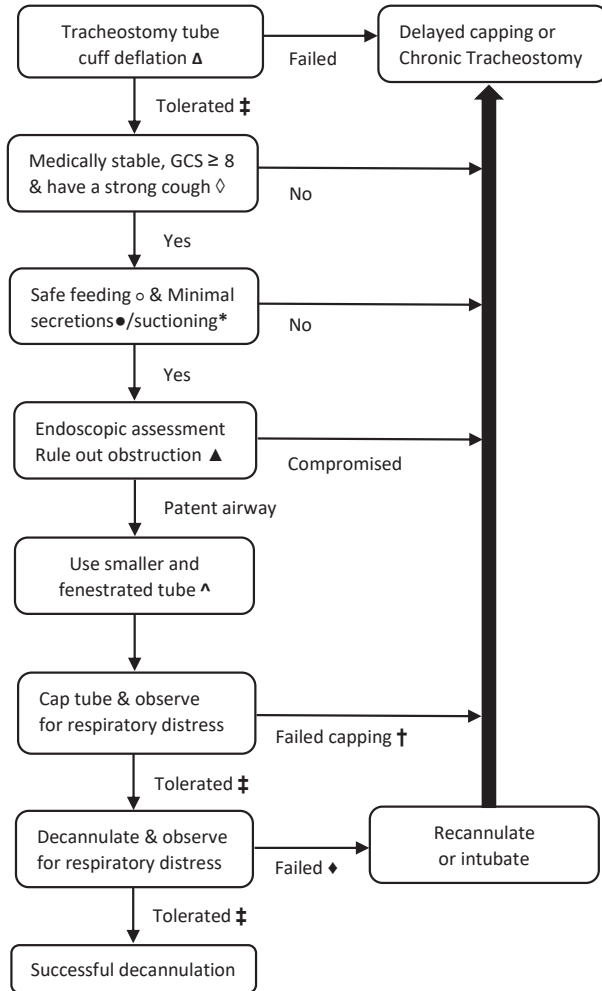 Tracheostomy tube
cuff deflation Δ
Failed
Delayed capping or
Chronic Tracheostomy
Tolerated ‡
Medically stable, GCS ≥ 8
& have a strong cough ◊
No
Yes
Safe feeding ○ & Minimal
secretions●/suctioning*
No
Yes
Endoscopic assessment
Rule out obstruction ▲
Compromised
Patent airway
Use smaller and
fenestrated tube ^
Cap tube & observe
for respiratory distress
Failed capping †
Tolerated ‡
Decannulate & observe
for respiratory distress
Failed ♦
Recannulate
or intubate
Tolerated ‡
Successful decannulation